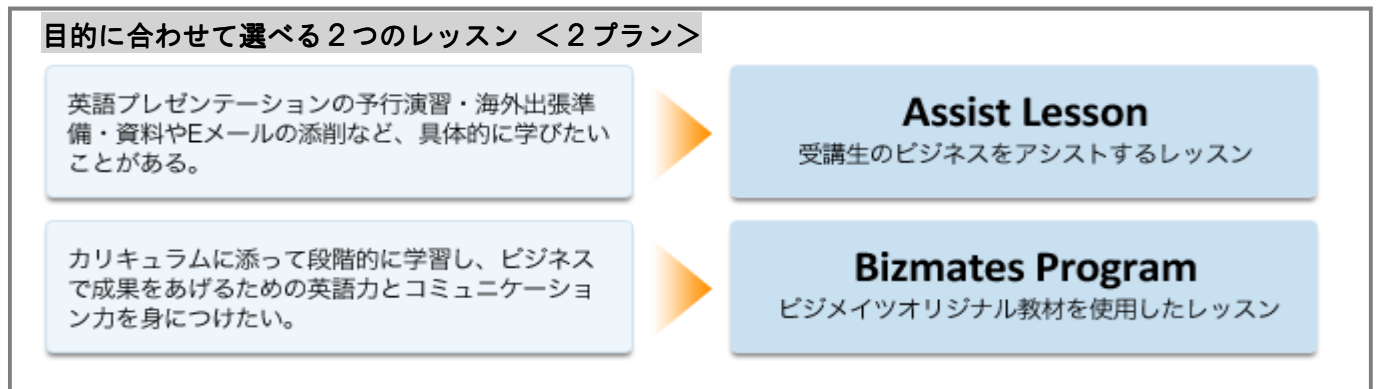 目的に合わせて選べる２つのレッスン ＜２プラン＞
英語プレゼンテーションの予行演習・海外出張準
備・資料やEメールの添削など、具体的に学びたい
ことがある。
Assist Lesson
受講生のビジネスをアシストするレッスン
カリキュラムに添って段階的に学習し、ビジネス
で成果をあげるための英語力とコミュニケーショ
ン力を身につけたい。
Bizmates Program
ビジメイツオリジナル教材を使用したレッスン